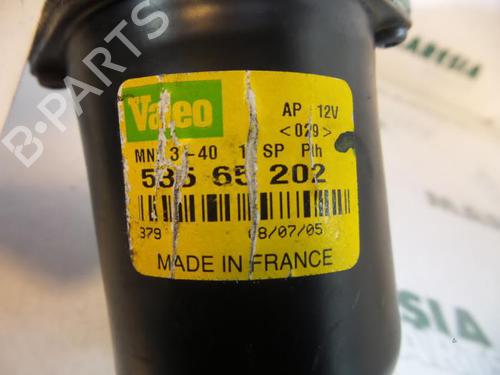 Valeo
AP 12V
<029>
MN 3-40 1 SP Pth
535 65 202
379 08/07/05
MADE IN FRANCE
B-PARTS